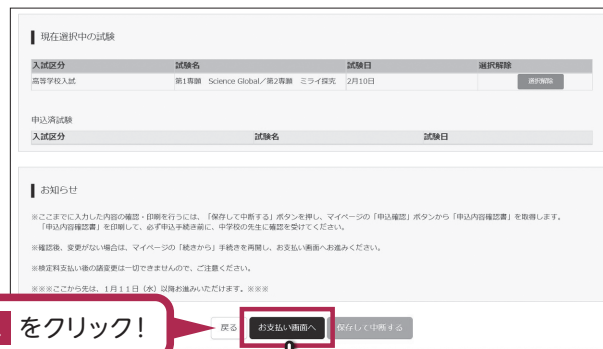 現在選択中の試験
入試区分 試験名 試験日 選択解除
高等学校入試 第1専願 Science Global／第2専願 ミライ探究 2月10日 選択解除
申込済試験
入試区分 試験名 試験日
お知らせ
※ここまでに入力した内容の確認・印刷を行うには、「保存して中断する」ボタンを押し、マイページの「申込確認」ボタンから「申込内容確認書」を取得します。
「申込内容確認書」を印刷して、必ず申込手続き前に、中学校の先生に確認を受けてください。
※確認後、変更がない場合は、マイページの「続きから」手続きを再開し、お支払い画面へお進みください。
※検定料支払い後の諸変更は一切できませんので、ご注意ください。
※※※ここから先は、1月11日（水）以降お進みいただけます。※※※
をクリック！
戻る お支払い画面へ 保存して中断する